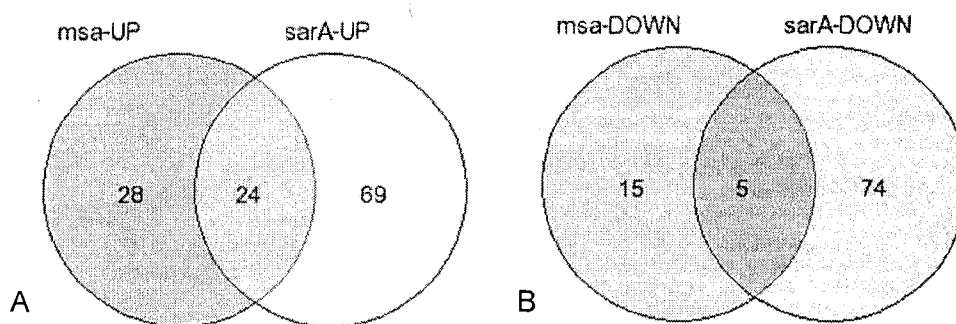 msa-UP sarA-UP
28 24 69
A
msa-DOWN sarA-DOWN
15 5 74
B